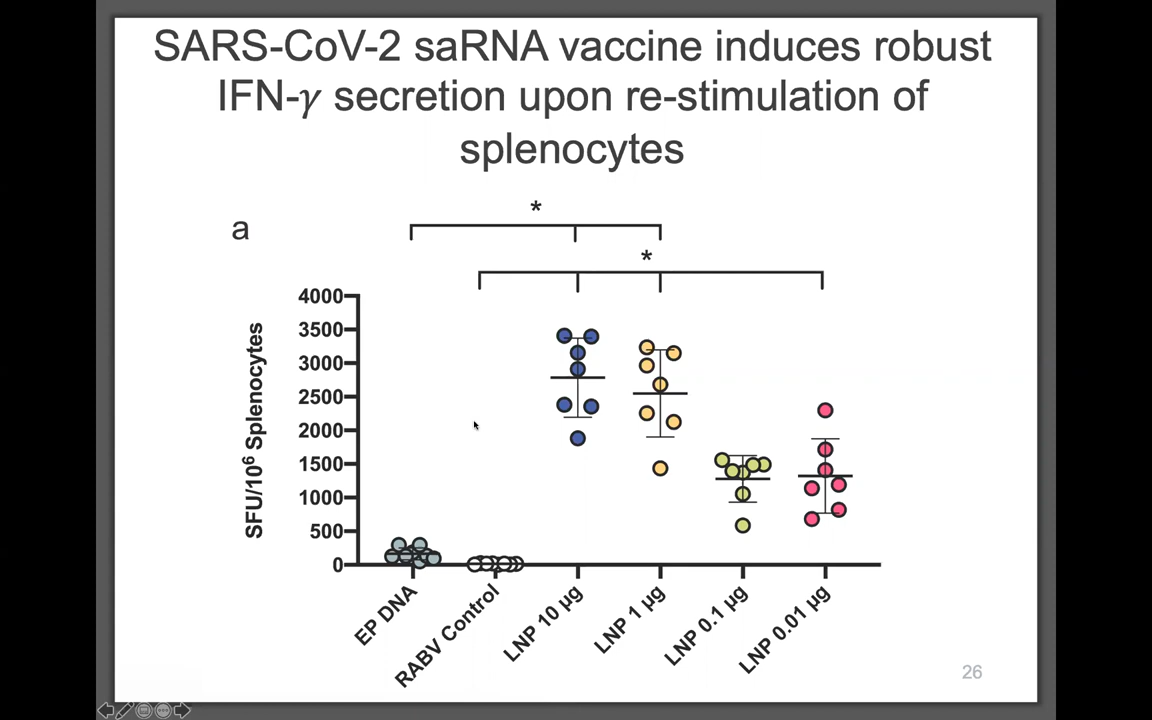 SARS-CoV-2 saRNA vaccine induces robust
IFN-γ secretion upon re-stimulation of
splenocytes
a
*
*
SFU/10⁶ Splenocytes
4000
3500
3000
2500
2000
1500
1000
500
0
EP DNA
RABV Control
LNP 10 µg
LNP 1 µg
LNP 0.1 µg
LNP 0.01 µg
26